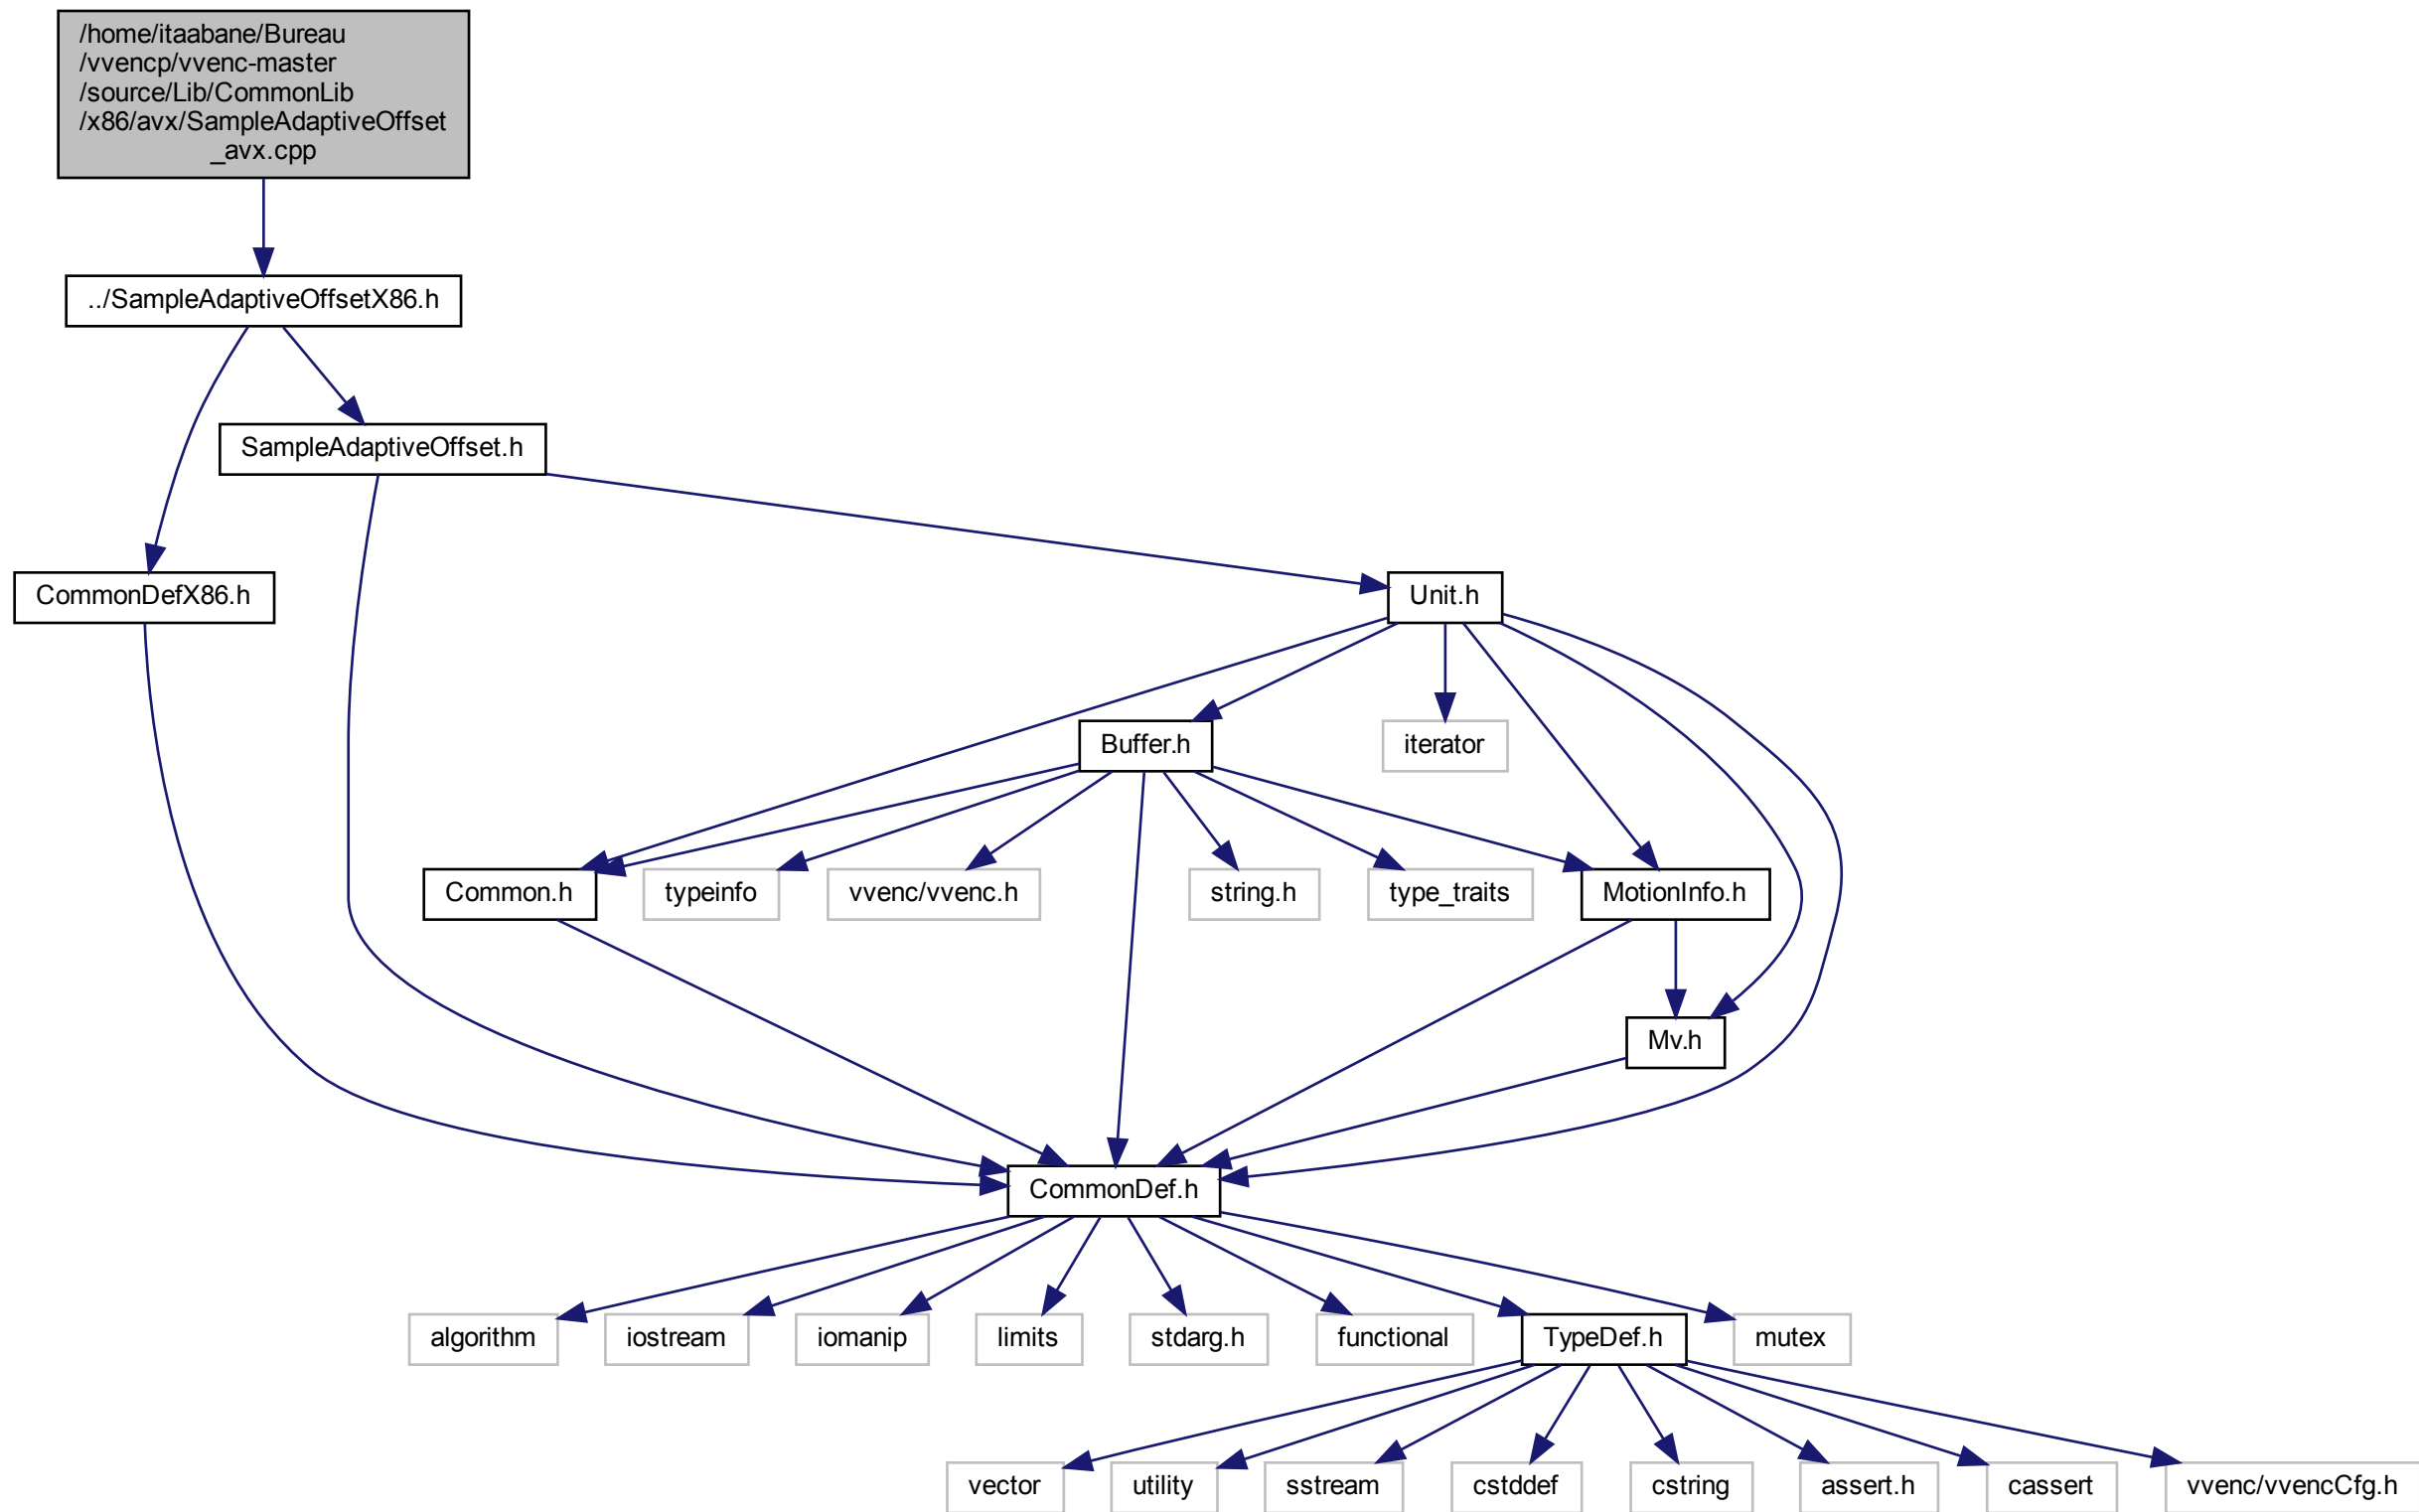 /home/itaabane/Bureau
/vvencp/vvenc-master
/source/Lib/CommonLib
/x86/avx/SampleAdaptiveOffset
_avx.cpp
../SampleAdaptiveOffsetX86.h
SampleAdaptiveOffset.h
CommonDefX86.h
Unit.h
Buffer.h
iterator
Common.h
typeinfo
vvenc/vvenc.h
string.h
type_traits
MotionInfo.h
Mv.h
CommonDef.h
algorithm
iostream
iomanip
limits
stdarg.h
functional
TypeDef.h
mutex
vector
utility
sstream
cstddef
cstring
assert.h
cassert
vvenc/vvencCfg.h